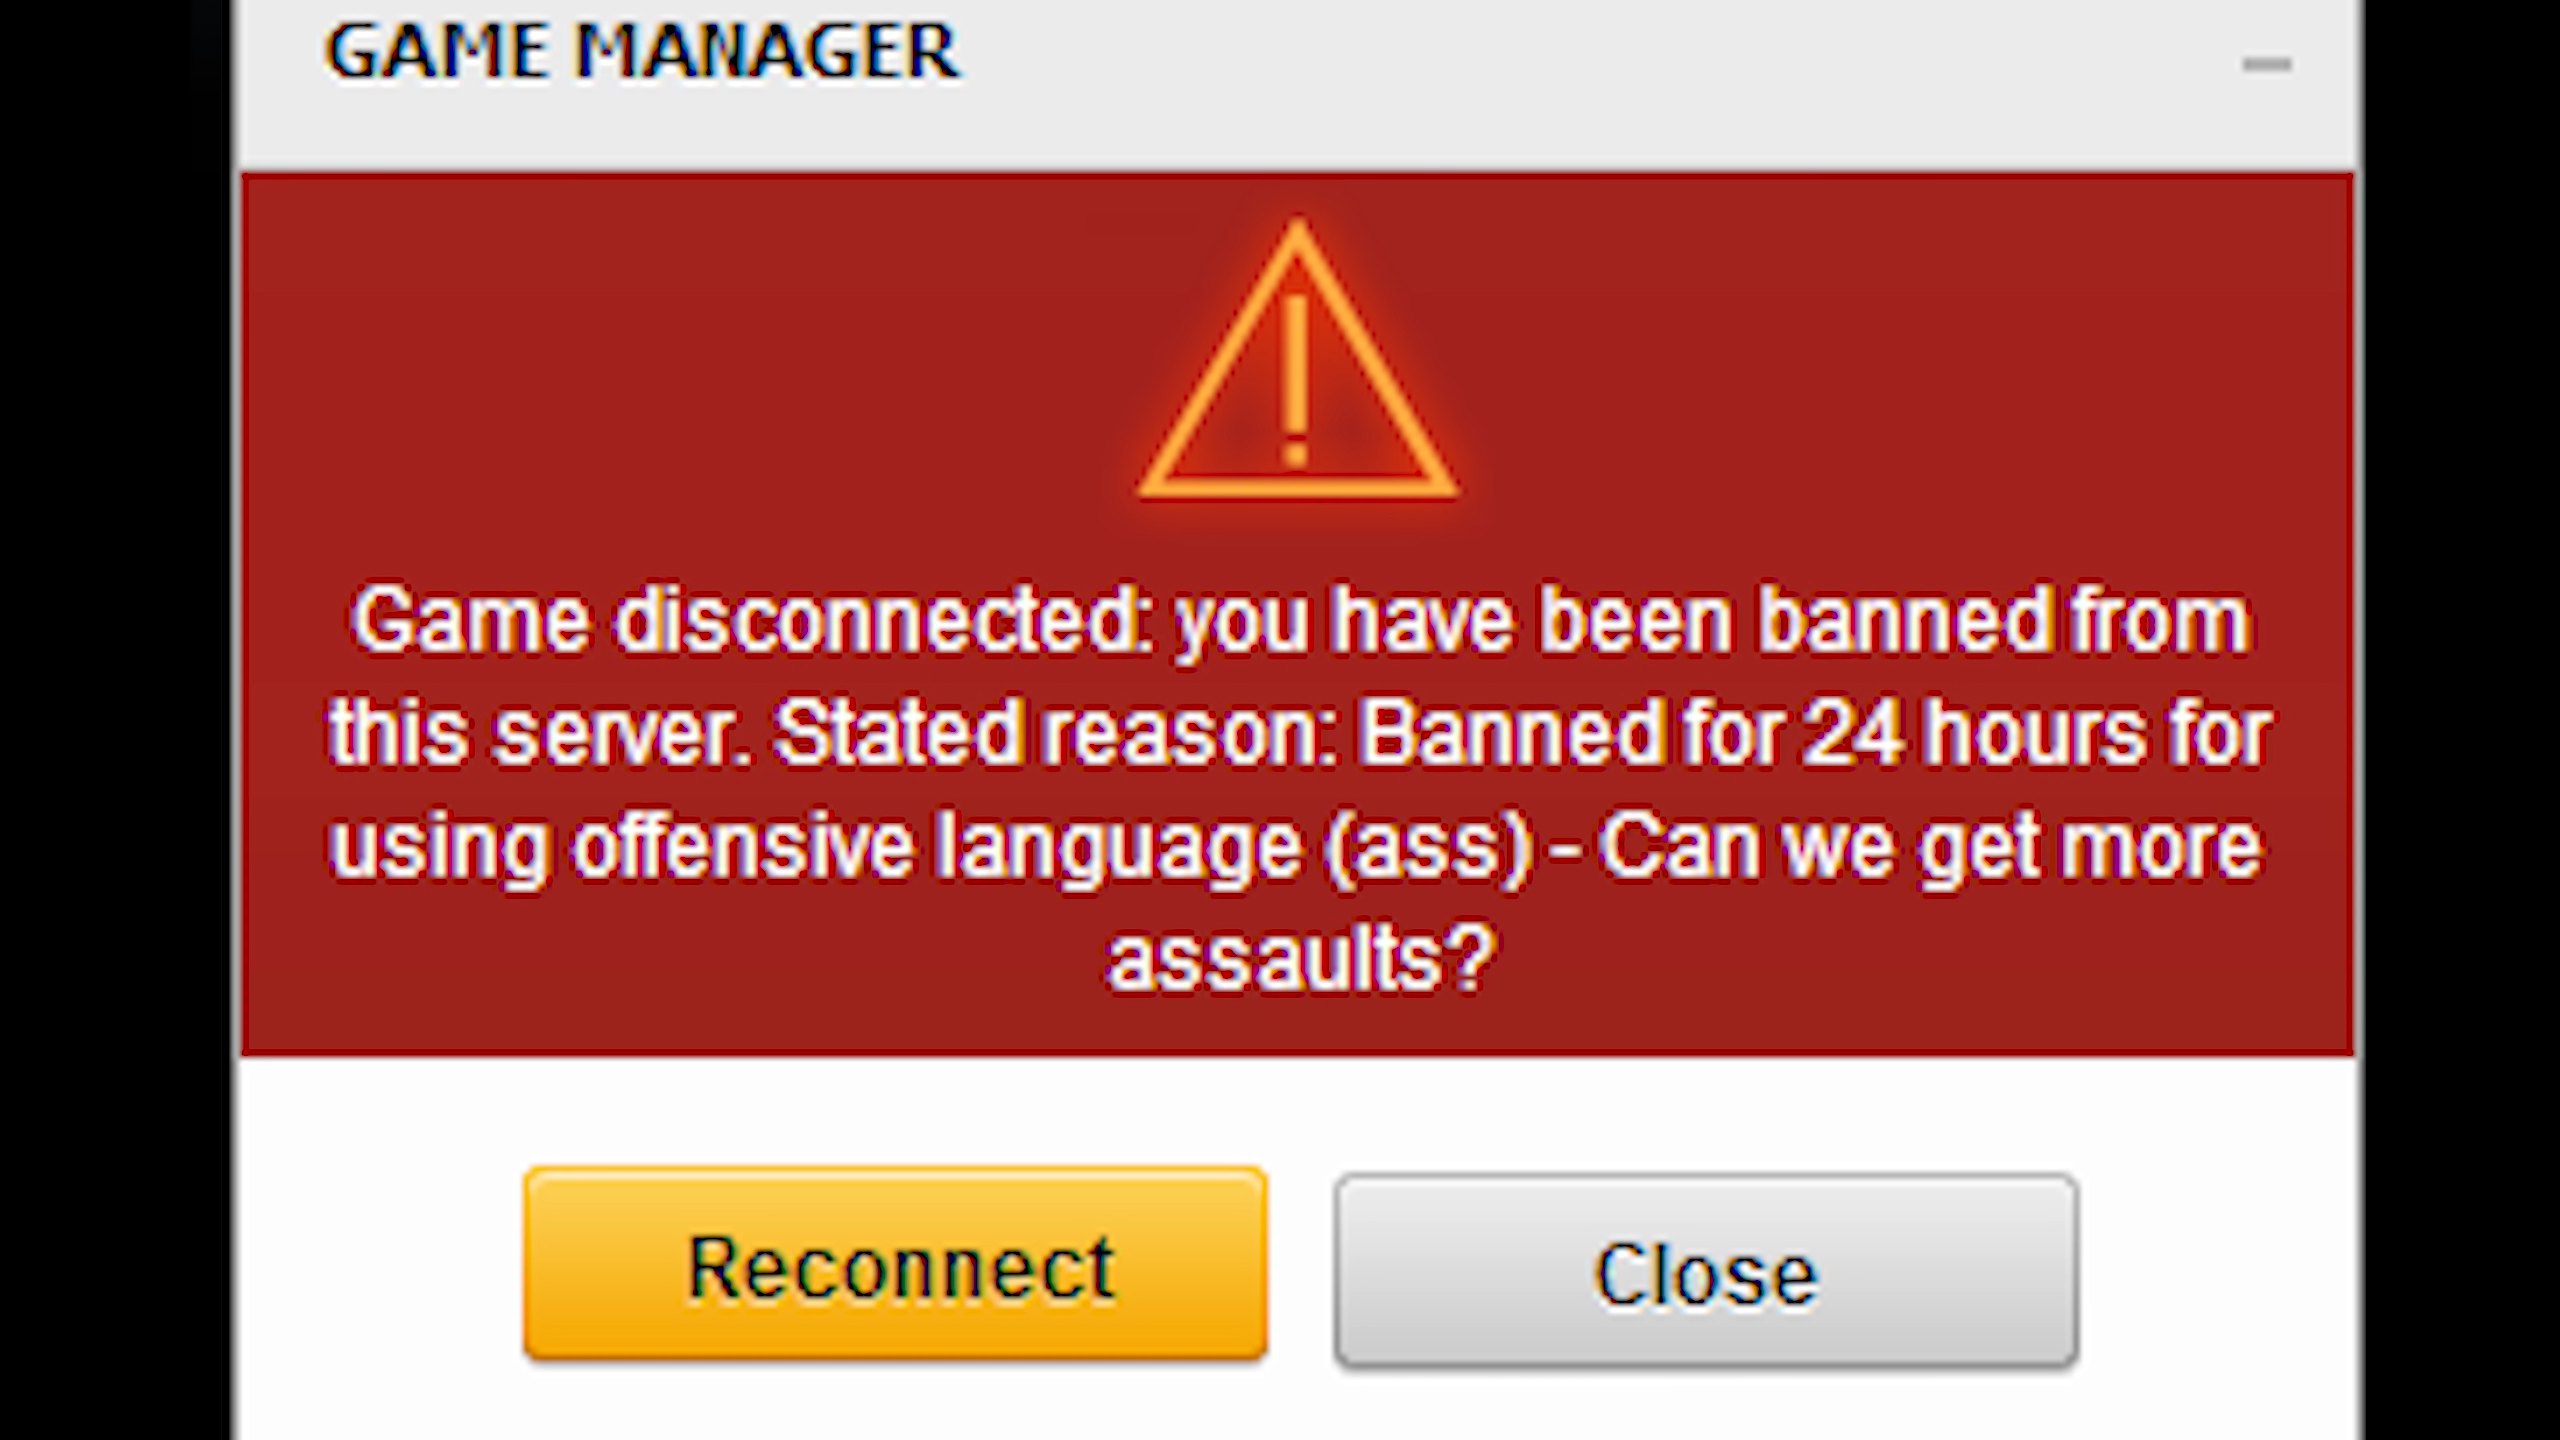 GAME MANAGER
Game disconnected: you have been banned from
this server. Stated reason: Banned for 24 hours for
using offensive language (ass) - Can we get more
assaults?
Reconnect
Close